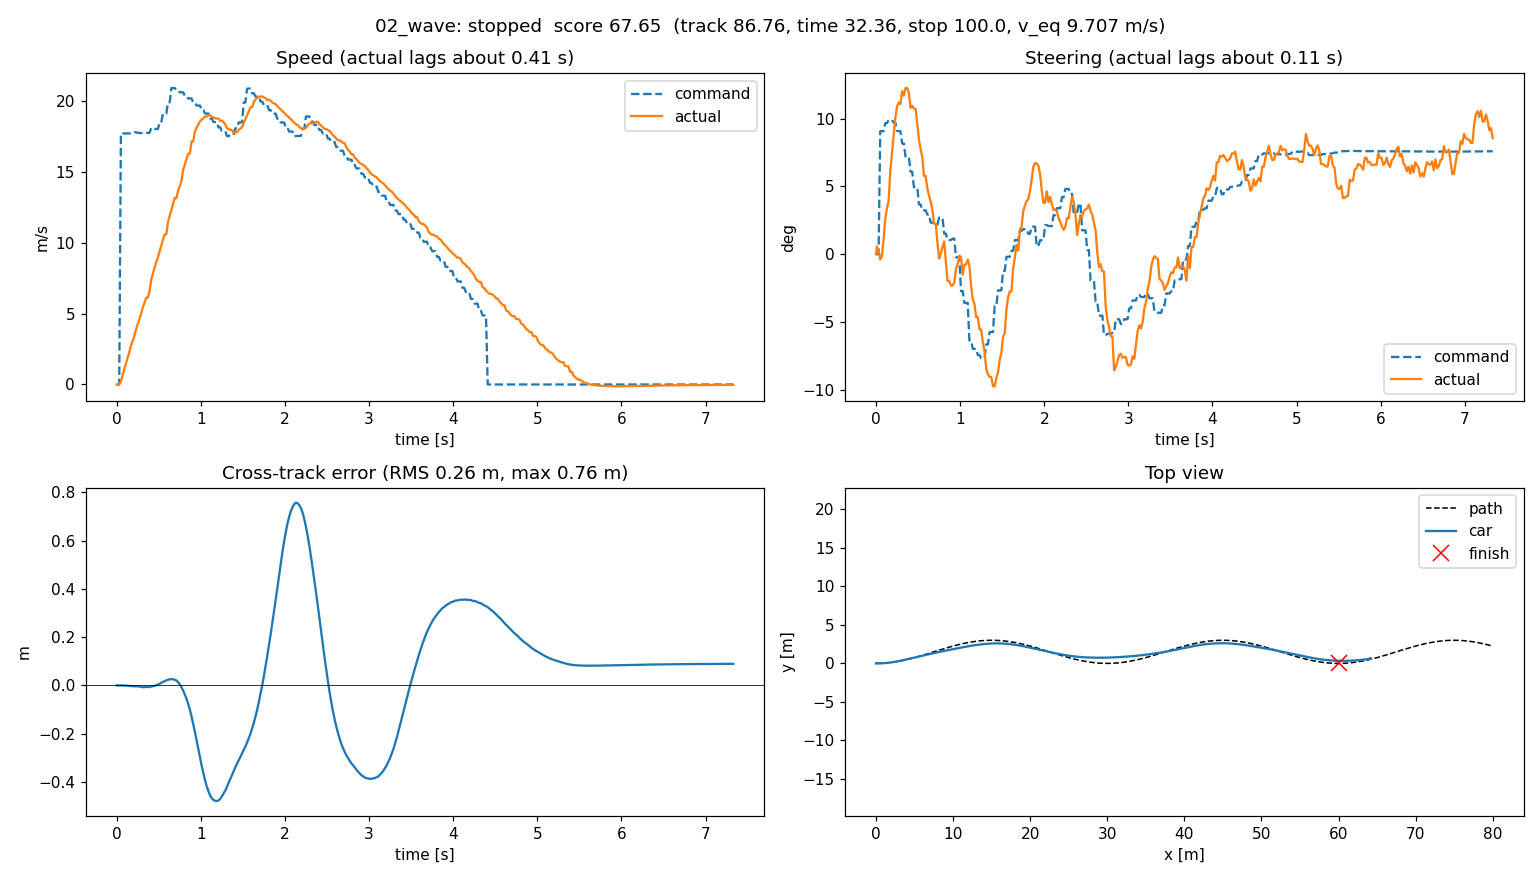 02_wave: stopped  score 67.65  (track 86.76, time 32.36, stop 100.0, v_eq 9.707 m/s)
Speed (actual lags about 0.41 s)
command
actual
m/s
20
15
10
5
0
0 1 2 3 4 5 6 7
time [s]
Steering (actual lags about 0.11 s)
deg
10
5
0
−5
−10
command
actual
0 1 2 3 4 5 6 7
time [s]
Cross-track error (RMS 0.26 m, max 0.76 m)
m
0.8
0.6
0.4
0.2
0.0
−0.2
−0.4
0 1 2 3 4 5 6 7
time [s]
Top view
path
car
finish
y [m]
20
15
10
5
0
−5
−10
−15
0 10 20 30 40 50 60 70 80
x [m]